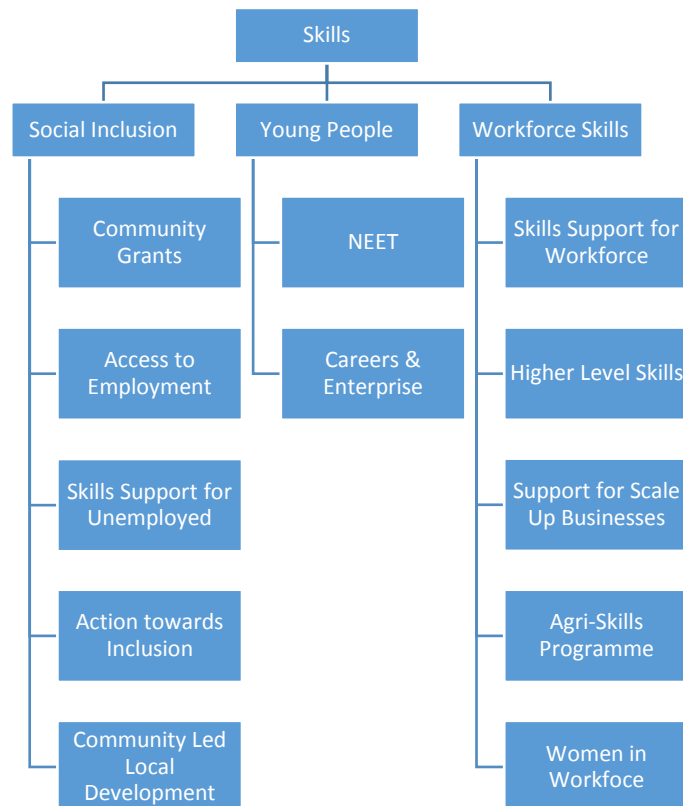 Skills
Social Inclusion
Young People
Workforce Skills
Community
Grants
NEET
Skills Support for
Workforce
Access to
Employment
Careers &
Enterprise
Higher Level Skills
Skills Support for
Unemployed
Support for Scale
Up Businesses
Action towards
Inclusion
Agri-Skills
Programme
Community Led
Local
Development
Women in
Workfoce